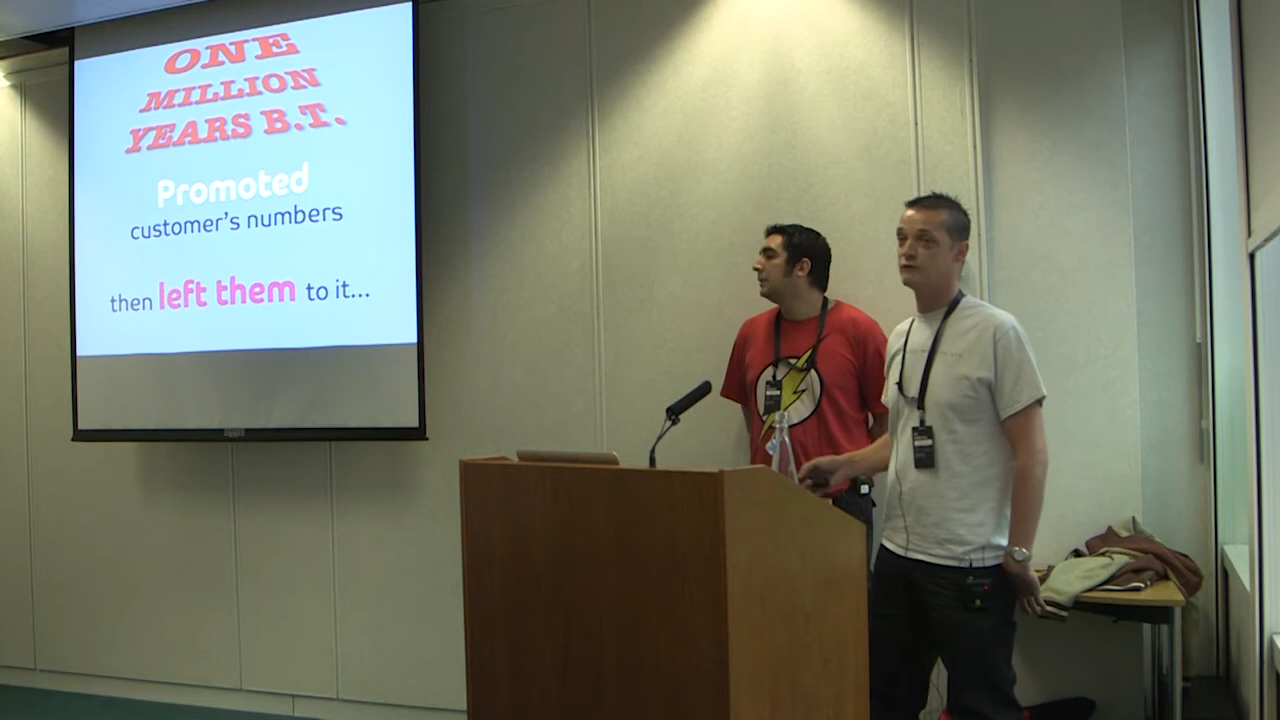 ONE
MILLION
YEARS B.T.
Promoted
customer's numbers
then left them to it...